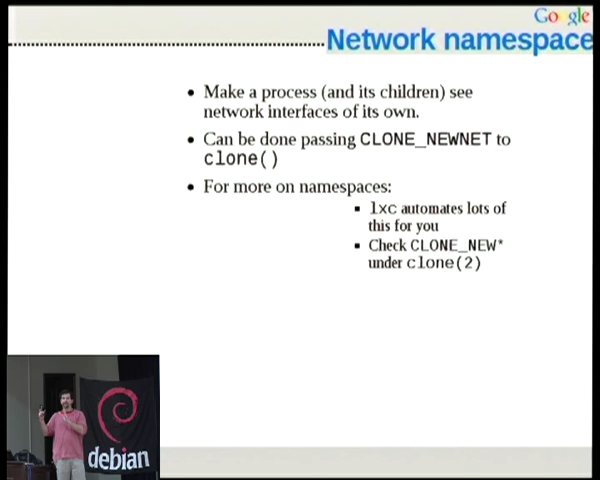 Google
Network namespace
• Make a process (and its children) see
network interfaces of its own.
• Can be done passing CLONE_NEWNET to
clone()
• For more on namespaces:
▪ lxc automates lots of
this for you
▪ Check CLONE_NEW*
under clone(2)
debian